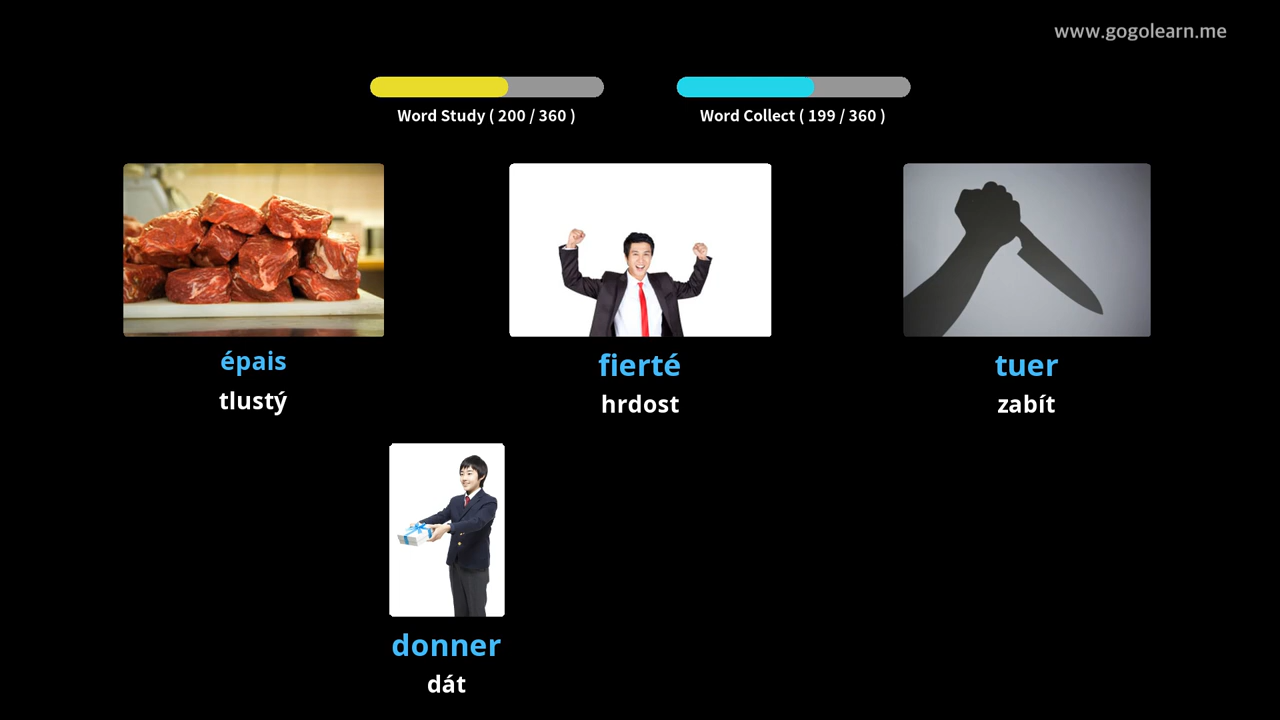 www.gogolearn.me
Word Study ( 200 / 360 )
Word Collect ( 199 / 360 )
épais
tlustý
fierté
hrdost
tuer
zabít
donner
dát